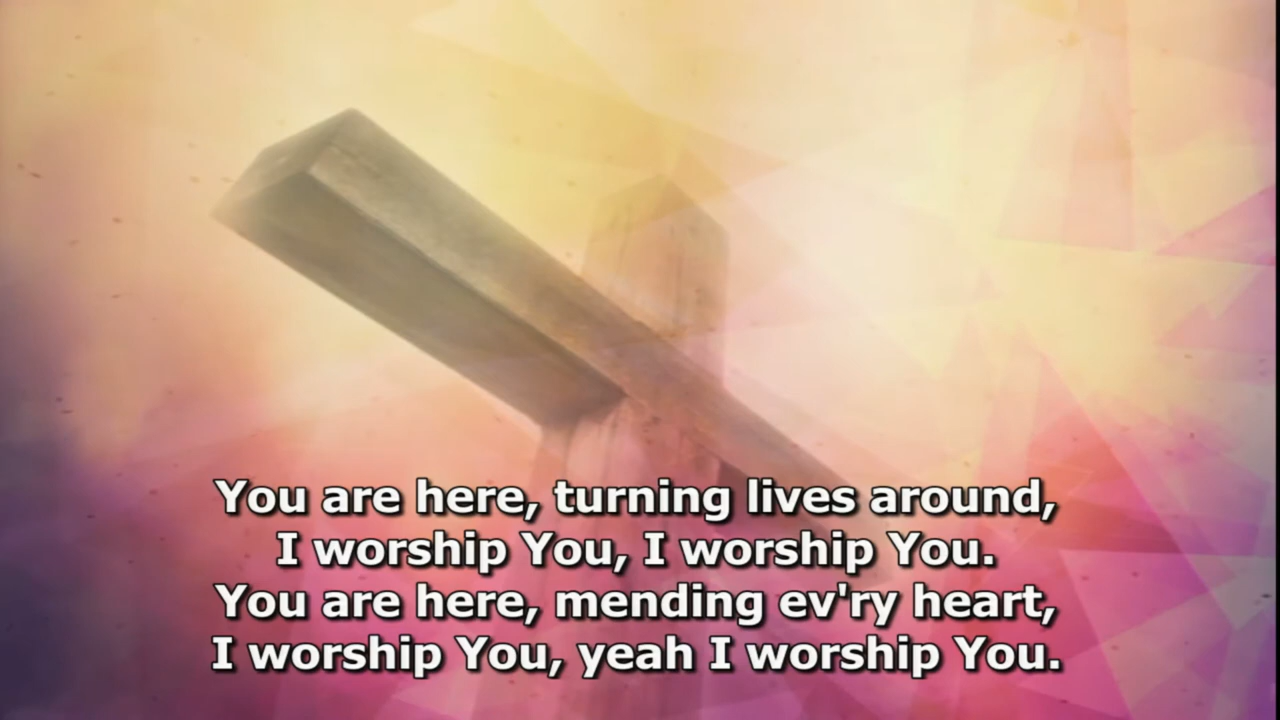 You are here, turning lives around,
I worship You, I worship You.
You are here, mending ev'ry heart,
I worship You, yeah I worship You.